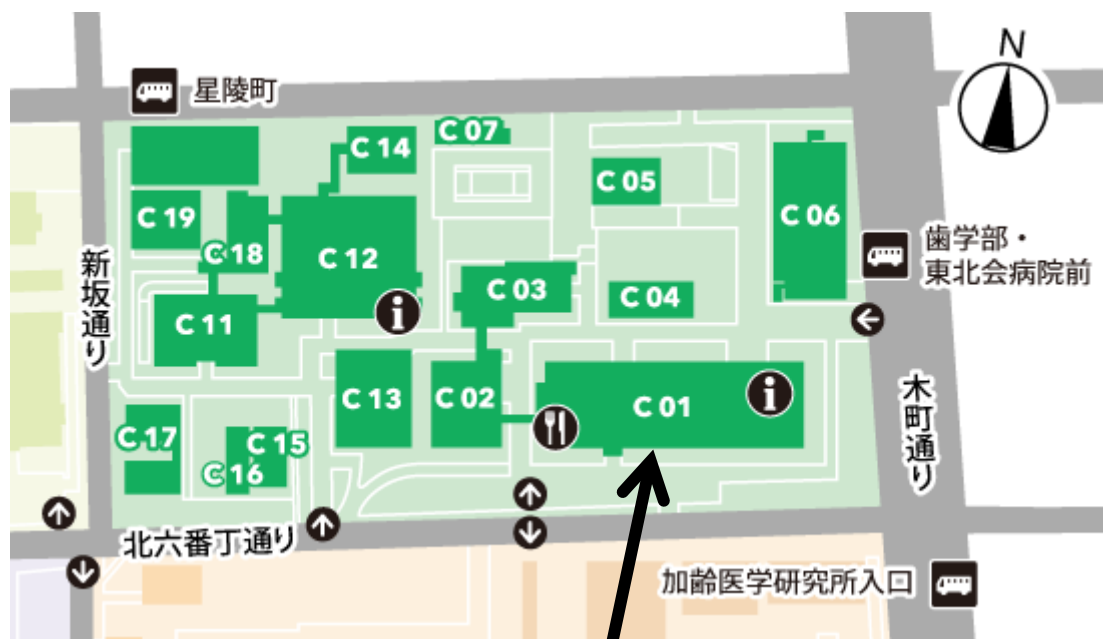 N
星陵町
C 07
C 14
C 05
C 19
C 06
C 18
C 12
歯学部・
東北会病院前
新坂通り
C 03
C 04
i
C 11
C 13
C 02
C 01
i
木町通り
C 17
C 15
C 16
北六番丁通り
加齢医学研究所入口